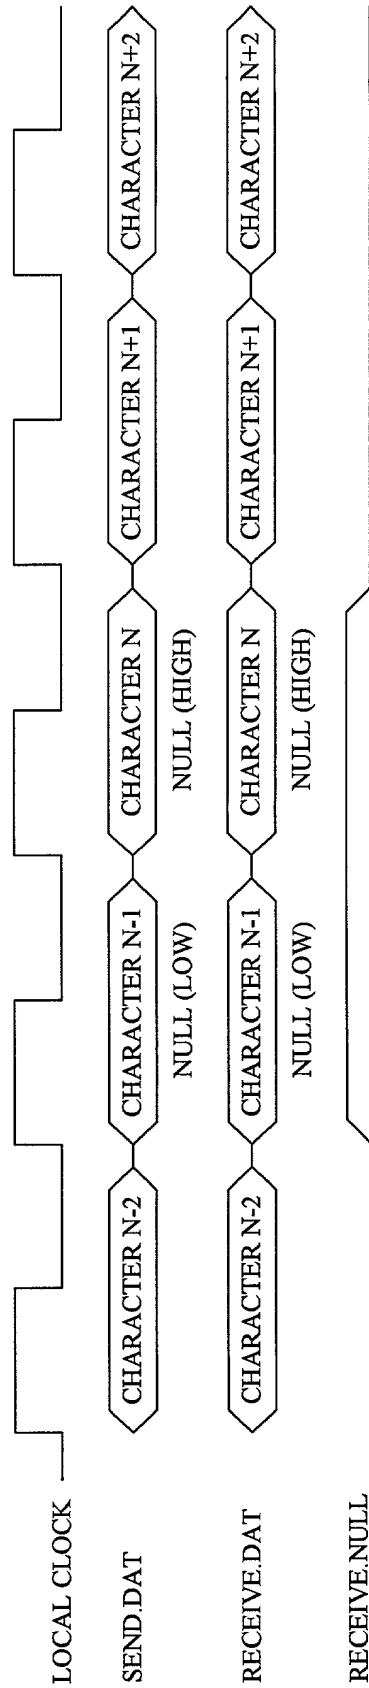 LOCAL CLOCK
SEND.DAT
CHARACTER N-2
CHARACTER N-1
CHARACTER N
CHARACTER N+1
CHARACTER N+2
NULL (LOW)
NULL (HIGH)
RECEIVE.DAT
CHARACTER N-2
CHARACTER N-1
CHARACTER N
CHARACTER N+1
CHARACTER N+2
NULL (LOW)
NULL (HIGH)
RECEIVE.NULL